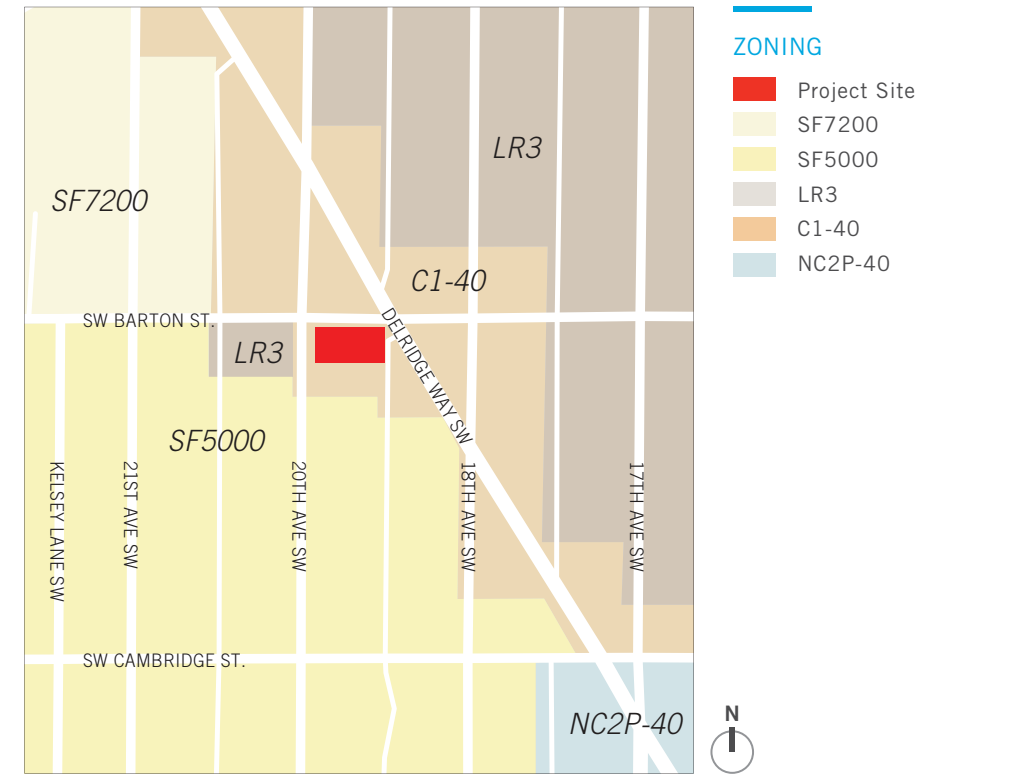 ZONING
Project Site
SF7200
SF5000
LR3
C1-40
NC2P-40
LR3
SF7200
C1-40
SW BARTON ST.
DELRIDGE WAY SW
LR3
SF5000
KELSEY LANE SW
21ST AVE SW
20TH AVE SW
18TH AVE SW
17TH AVE SW
SW CAMBRIDGE ST.
NC2P-40
N